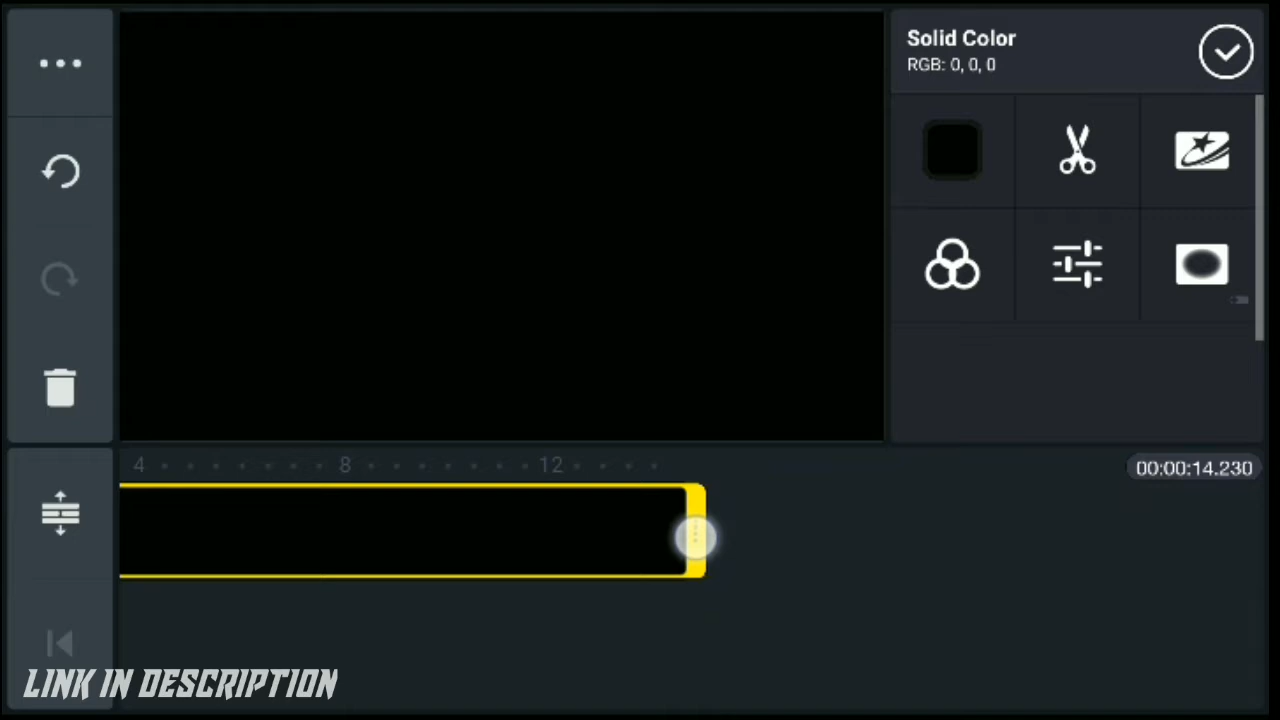 Solid Color
RGB: 0, 0, 0
4 8 12
00:00:14.230
LINK IN DESCRIPTION